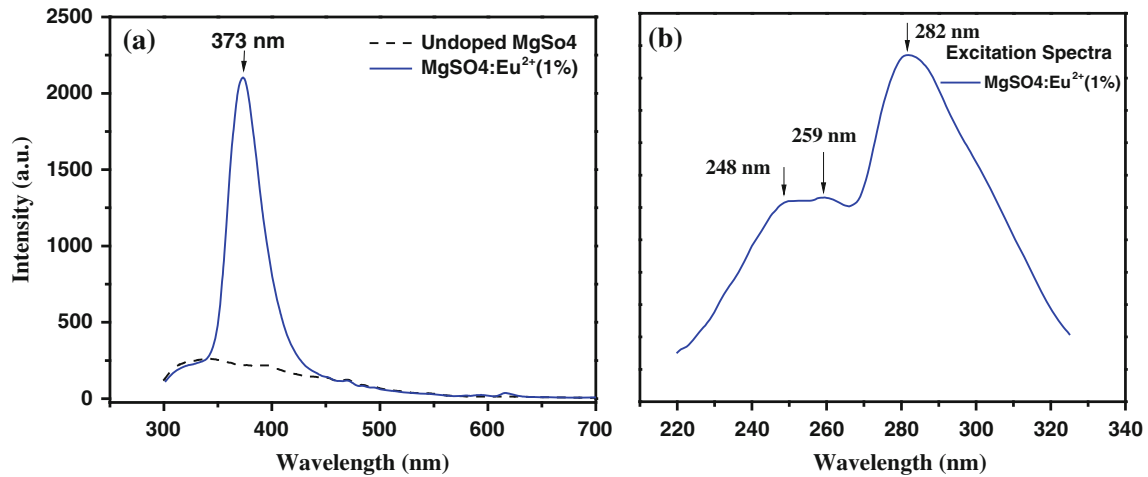 (a)
373 nm
Undoped MgSo4
MgSO4:Eu²⁺(1%)
2500
2000
1500
1000
500
0
Intensity (a.u.)
300
400
500
600
700
Wavelength (nm)
(b)
282 nm
Excitation Spectra
MgSO4:Eu²⁺(1%)
259 nm
248 nm
220
240
260
280
300
320
340
Wavelength (nm)